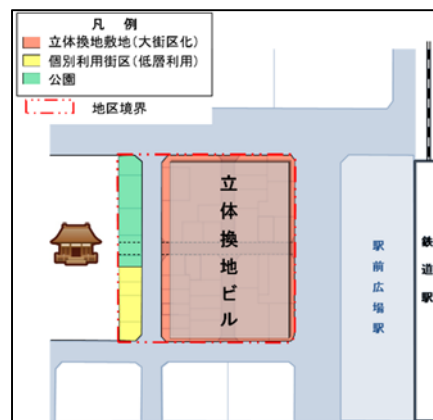 凡 例
立体換地敷地(大街区化)
個別利用街区(低層利用)
公園
地区境界
立体換地ビル
駅前広場駅
鉄道駅